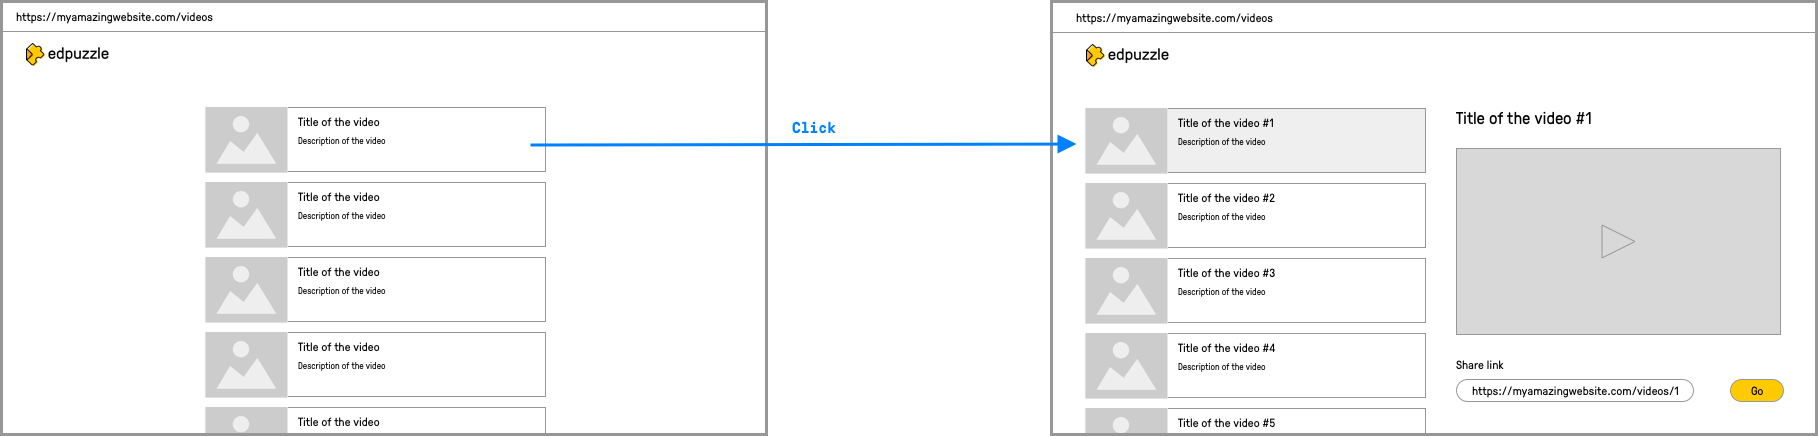 https://myamazingwebsite.com/videos
edpuzzle
Title of the video
Description of the video
Title of the video
Description of the video
Title of the video
Description of the video
Title of the video
Description of the video
Title of the video
Click
https://myamazingwebsite.com/videos
edpuzzle
Title of the video #1
Description of the video
Title of the video #2
Description of the video
Title of the video #3
Description of the video
Title of the video #4
Description of the video
Title of the video #5
Title of the video #1
Share link
https://myamazingwebsite.com/videos/1
Go